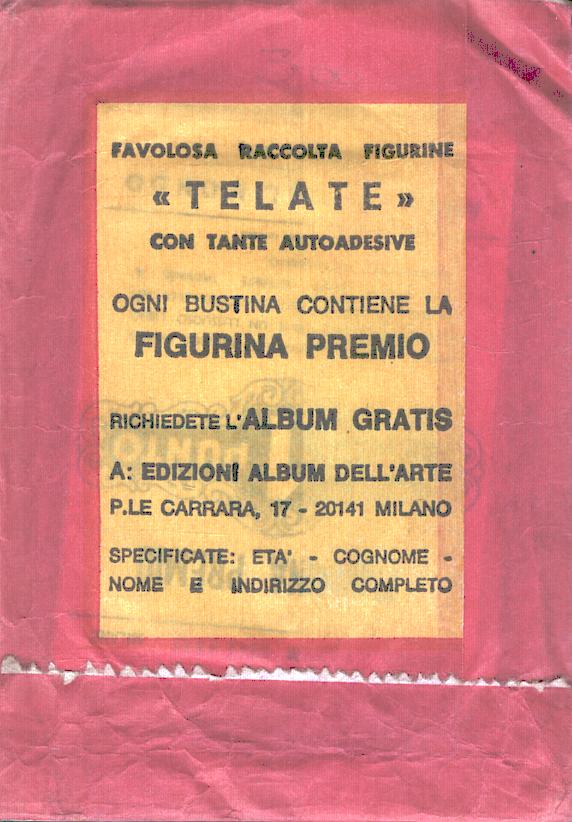 FAVOLOSA RACCOLTA FIGURINE
«TELATE»
CON TANTE AUTOADESIVE
OGNI BUSTINA CONTIENE LA
FIGURINA PREMIO
RICHIEDETE L'ALBUM GRATIS
A: EDIZIONI ALBUM DELL'ARTE
P.LE CARRARA, 17 - 20141 MILANO
SPECIFICATE: ETA' - COGNOME -
NOME E INDIRIZZO COMPLETO